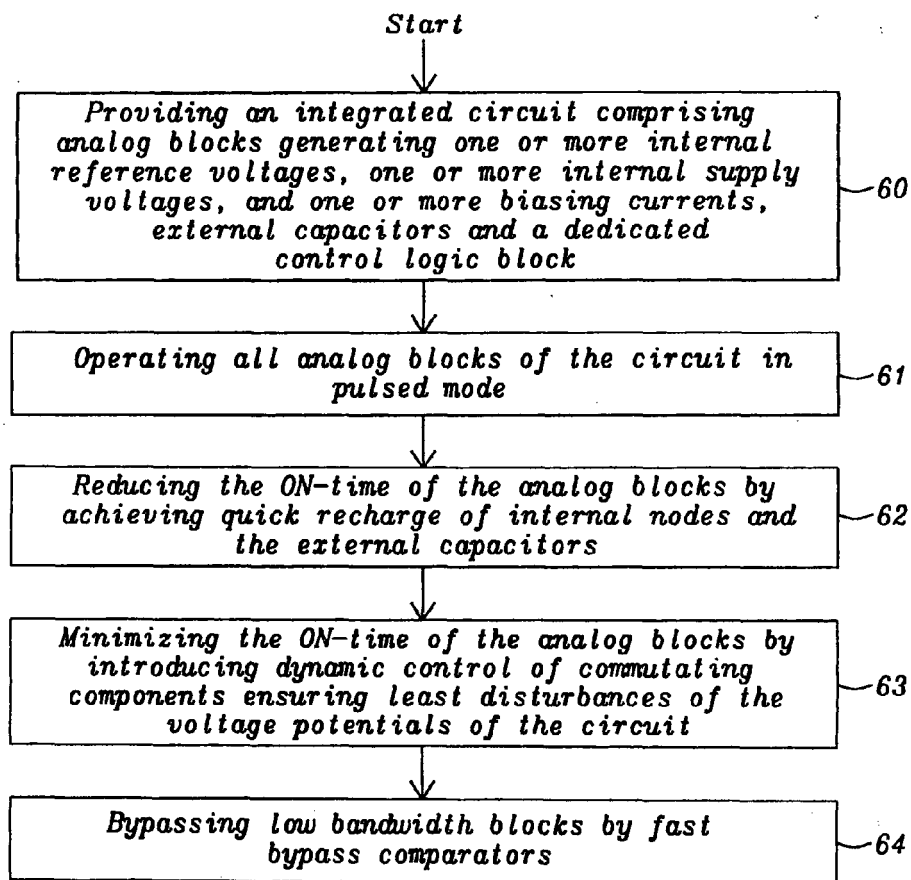 Start
Providing an integrated circuit comprising
analog blocks generating one or more internal
reference voltages, one or more internal supply
voltages, and one or more biasing currents,
external capacitors and a dedicated
control logic block
60
Operating all analog blocks of the circuit in
pulsed mode
61
Reducing the ON-time of the analog blocks by
achieving quick recharge of internal nodes and
the external capacitors
62
Minimizing the ON-time of the analog blocks by
introducing dynamic control of commutating
components ensuring least disturbances of the
voltage potentials of the circuit
63
Bypassing low bandwidth blocks by fast
bypass comparators
64